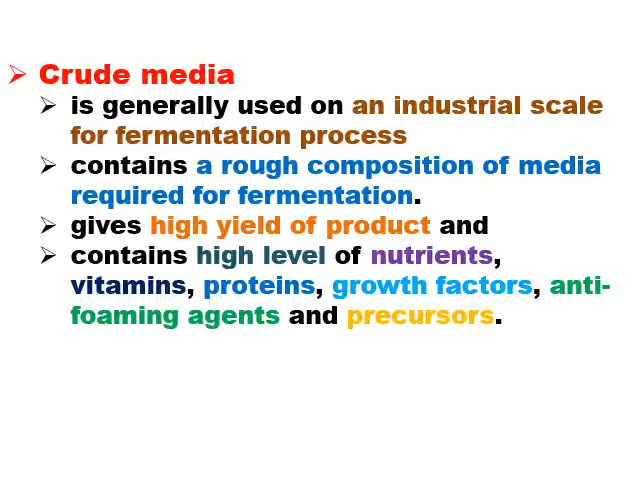 ➢ Crude media
➢ is generally used on an industrial scale
for fermentation process
➢ contains a rough composition of media
required for fermentation.
➢ gives high yield of product and
➢ contains high level of nutrients,
vitamins, proteins, growth factors, anti-
foaming agents and precursors.